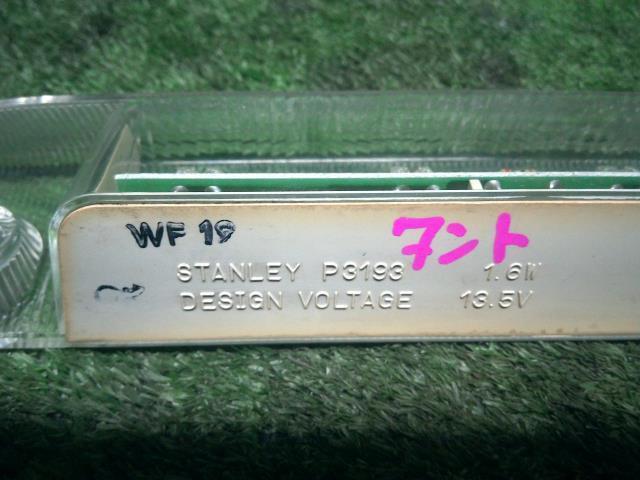 WF 19
フント
STANLEY P3193 1.6W
DESIGN VOLTAGE 13.5V